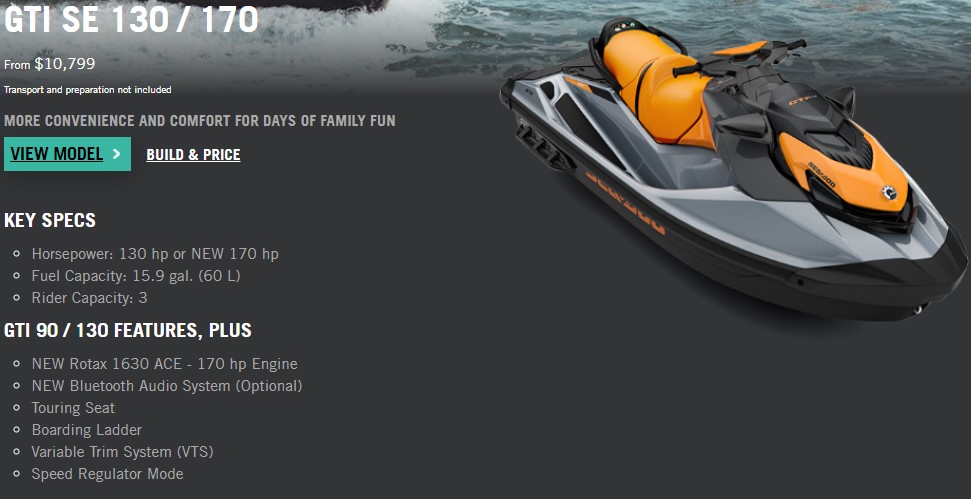 GTI SE 130 / 170
From $10,799
Transport and preparation not included
MORE CONVENIENCE AND COMFORT FOR DAYS OF FAMILY FUN
VIEW MODEL > BUILD & PRICE
KEY SPECS
Horsepower: 130 hp or NEW 170 hp
Fuel Capacity: 15.9 gal. (60 L)
Rider Capacity: 3
GTI 90 / 130 FEATURES, PLUS
NEW Rotax 1630 ACE - 170 hp Engine
NEW Bluetooth Audio System (Optional)
Touring Seat
Boarding Ladder
Variable Trim System (VTS)
Speed Regulator Mode
SEA-DOO
SEA-DOO